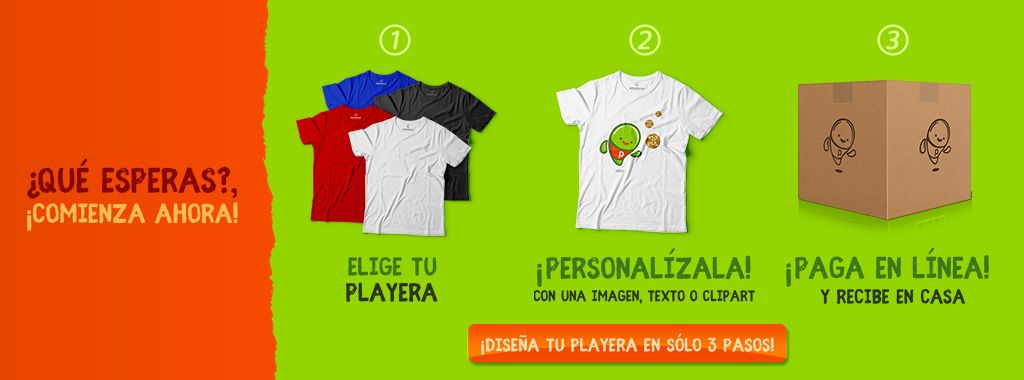 ¿QUÉ ESPERAS?,
¡COMIENZA AHORA!
1
ELIGE TU
PLAYERA
2
¡PERSONALÍZALA!
CON UNA IMAGEN, TEXTO O CLIPART
3
¡PAGA EN LÍNEA!
Y RECIBE EN CASA
¡DISEÑA TU PLAYERA EN SÓLO 3 PASOS!